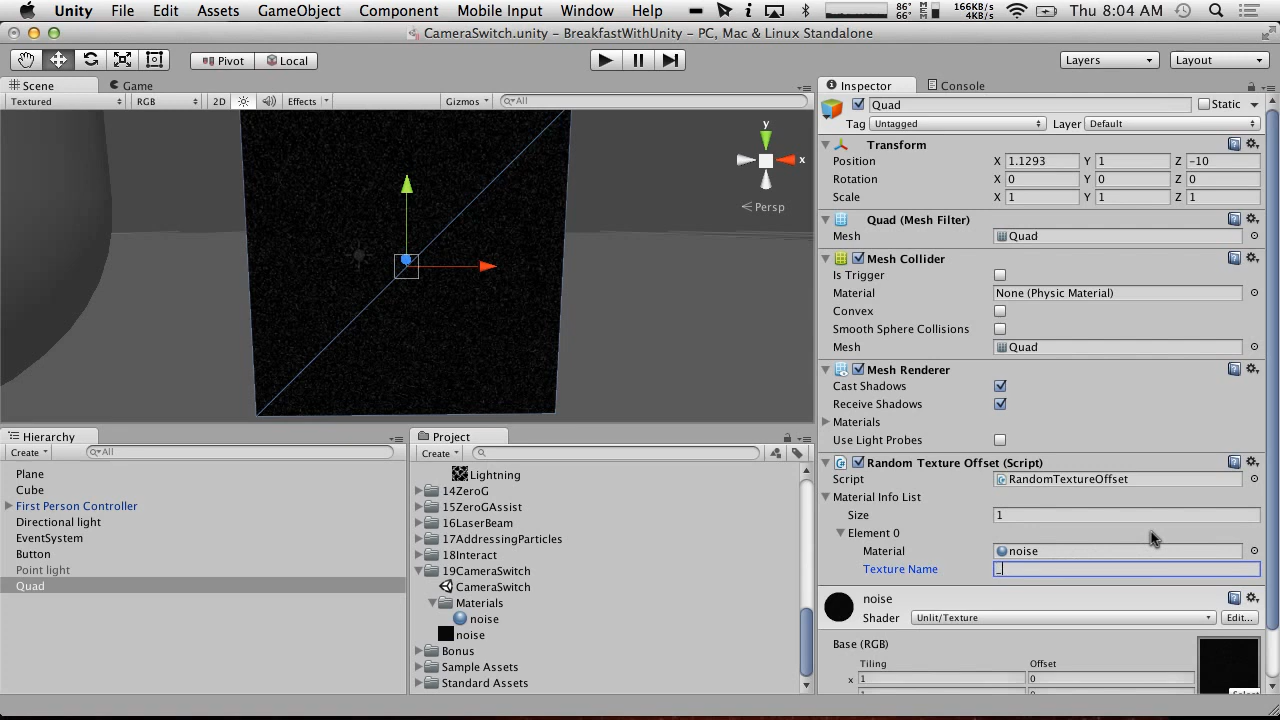 Unity File Edit Assets GameObject Component Mobile Input Window Help 86° 66° 166KB/s 4KB/s Thu 8:04 AM
CameraSwitch.unity – BreakfastWithUnity – PC, Mac & Linux Standalone
Pivot Local Layers Layout
Scene Game
Textured RGB 2D Effects Gizmos All
y
x
Persp
Hierarchy
Create All
Plane
Cube
First Person Controller
Directional light
EventSystem
Button
Point light
Quad
Project
Create
Lightning
14ZeroG
15ZeroGAssist
16LaserBeam
17AddressingParticles
18Interact
19CameraSwitch
CameraSwitch
Materials
noise
noise
Bonus
Sample Assets
Standard Assets
Inspector Console
Quad Static
Tag Untagged Layer Default
Transform
Position X 1.1293 Y 1 Z -10
Rotation X 0 Y 0 Z 0
Scale X 1 Y 1 Z 1
Quad (Mesh Filter)
Mesh Quad
Mesh Collider
Is Trigger
Material None (Physic Material)
Convex
Smooth Sphere Collisions
Mesh Quad
Mesh Renderer
Cast Shadows
Receive Shadows
Materials
Use Light Probes
Random Texture Offset (Script)
Script RandomTextureOffset
Material Info List
Size 1
Element 0
Material noise
Texture Name _
noise
Shader Unlit/Texture Edit...
Base (RGB)
Tiling Offset
x 1 0
Select